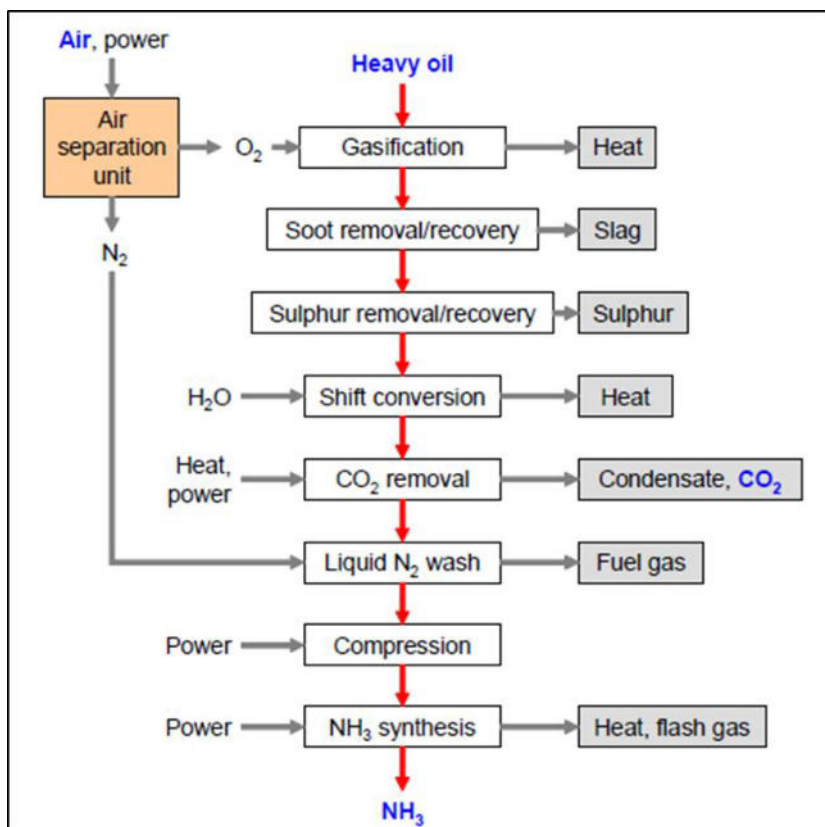 Air, power
Heavy oil
Air
separation
unit
O₂
Gasification
Heat
N₂
Soot removal/recovery
Slag
Sulphur removal/recovery
Sulphur
H₂O
Shift conversion
Heat
Heat,
power
CO₂ removal
Condensate, CO₂
Liquid N₂ wash
Fuel gas
Power
Compression
Power
NH₃ synthesis
Heat, flash gas
NH₃